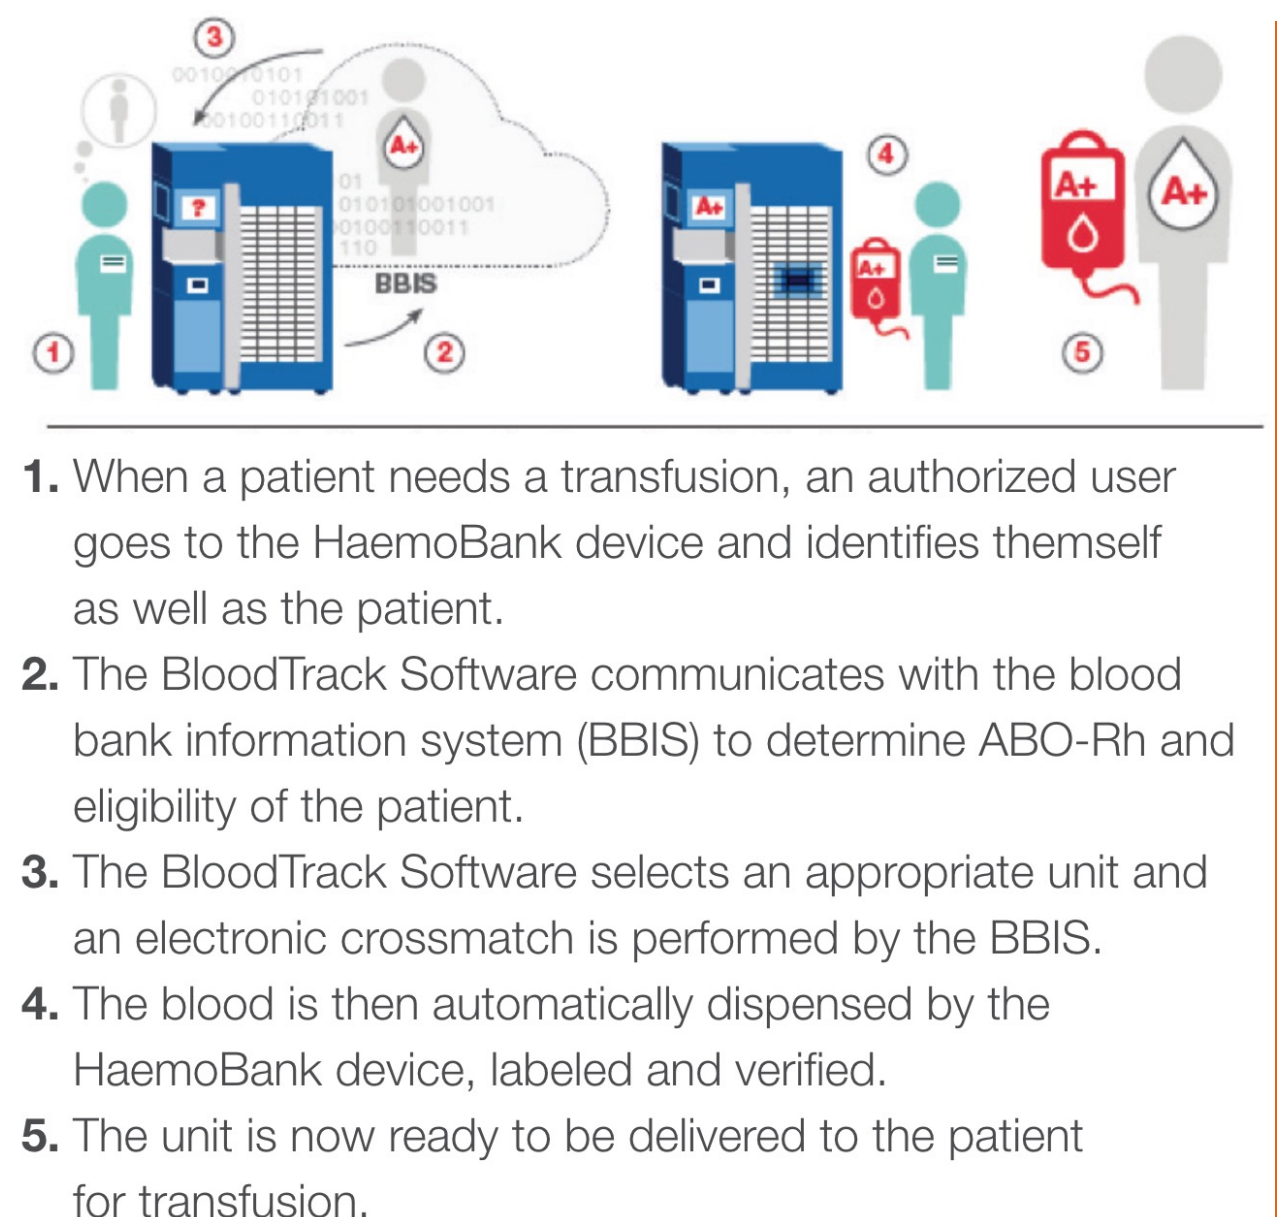 3
0010010101
010101001
00100110011
A+
?
01
010101001001
00100110011
110
BBIS
1
2
A+
4
A+
A+
A+
5
1. When a patient needs a transfusion, an authorized user
goes to the HaemoBank device and identifies themself
as well as the patient.
2. The BloodTrack Software communicates with the blood
bank information system (BBIS) to determine ABO-Rh and
eligibility of the patient.
3. The BloodTrack Software selects an appropriate unit and
an electronic crossmatch is performed by the BBIS.
4. The blood is then automatically dispensed by the
HaemoBank device, labeled and verified.
5. The unit is now ready to be delivered to the patient
for transfusion.